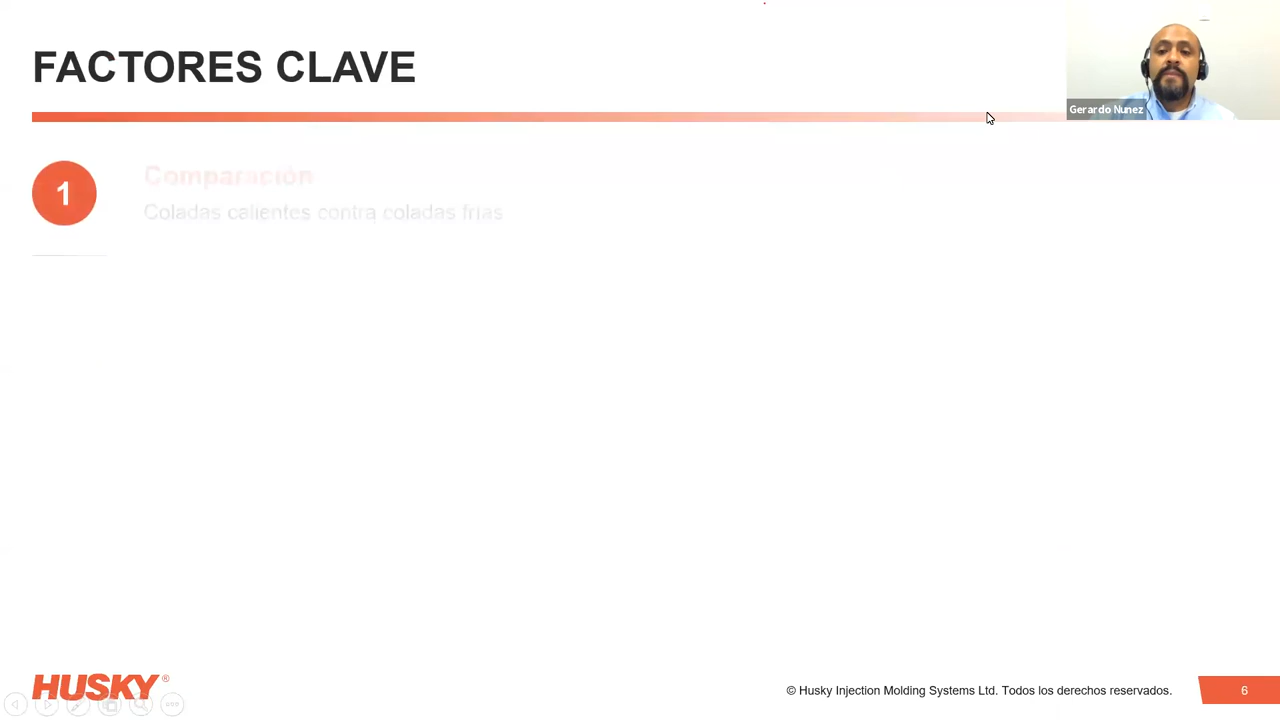 FACTORES CLAVE
Gerardo Nunez
1
Comparación
Coladas calientes contra coladas frías
HUSKY®
© Husky Injection Molding Systems Ltd. Todos los derechos reservados.
6